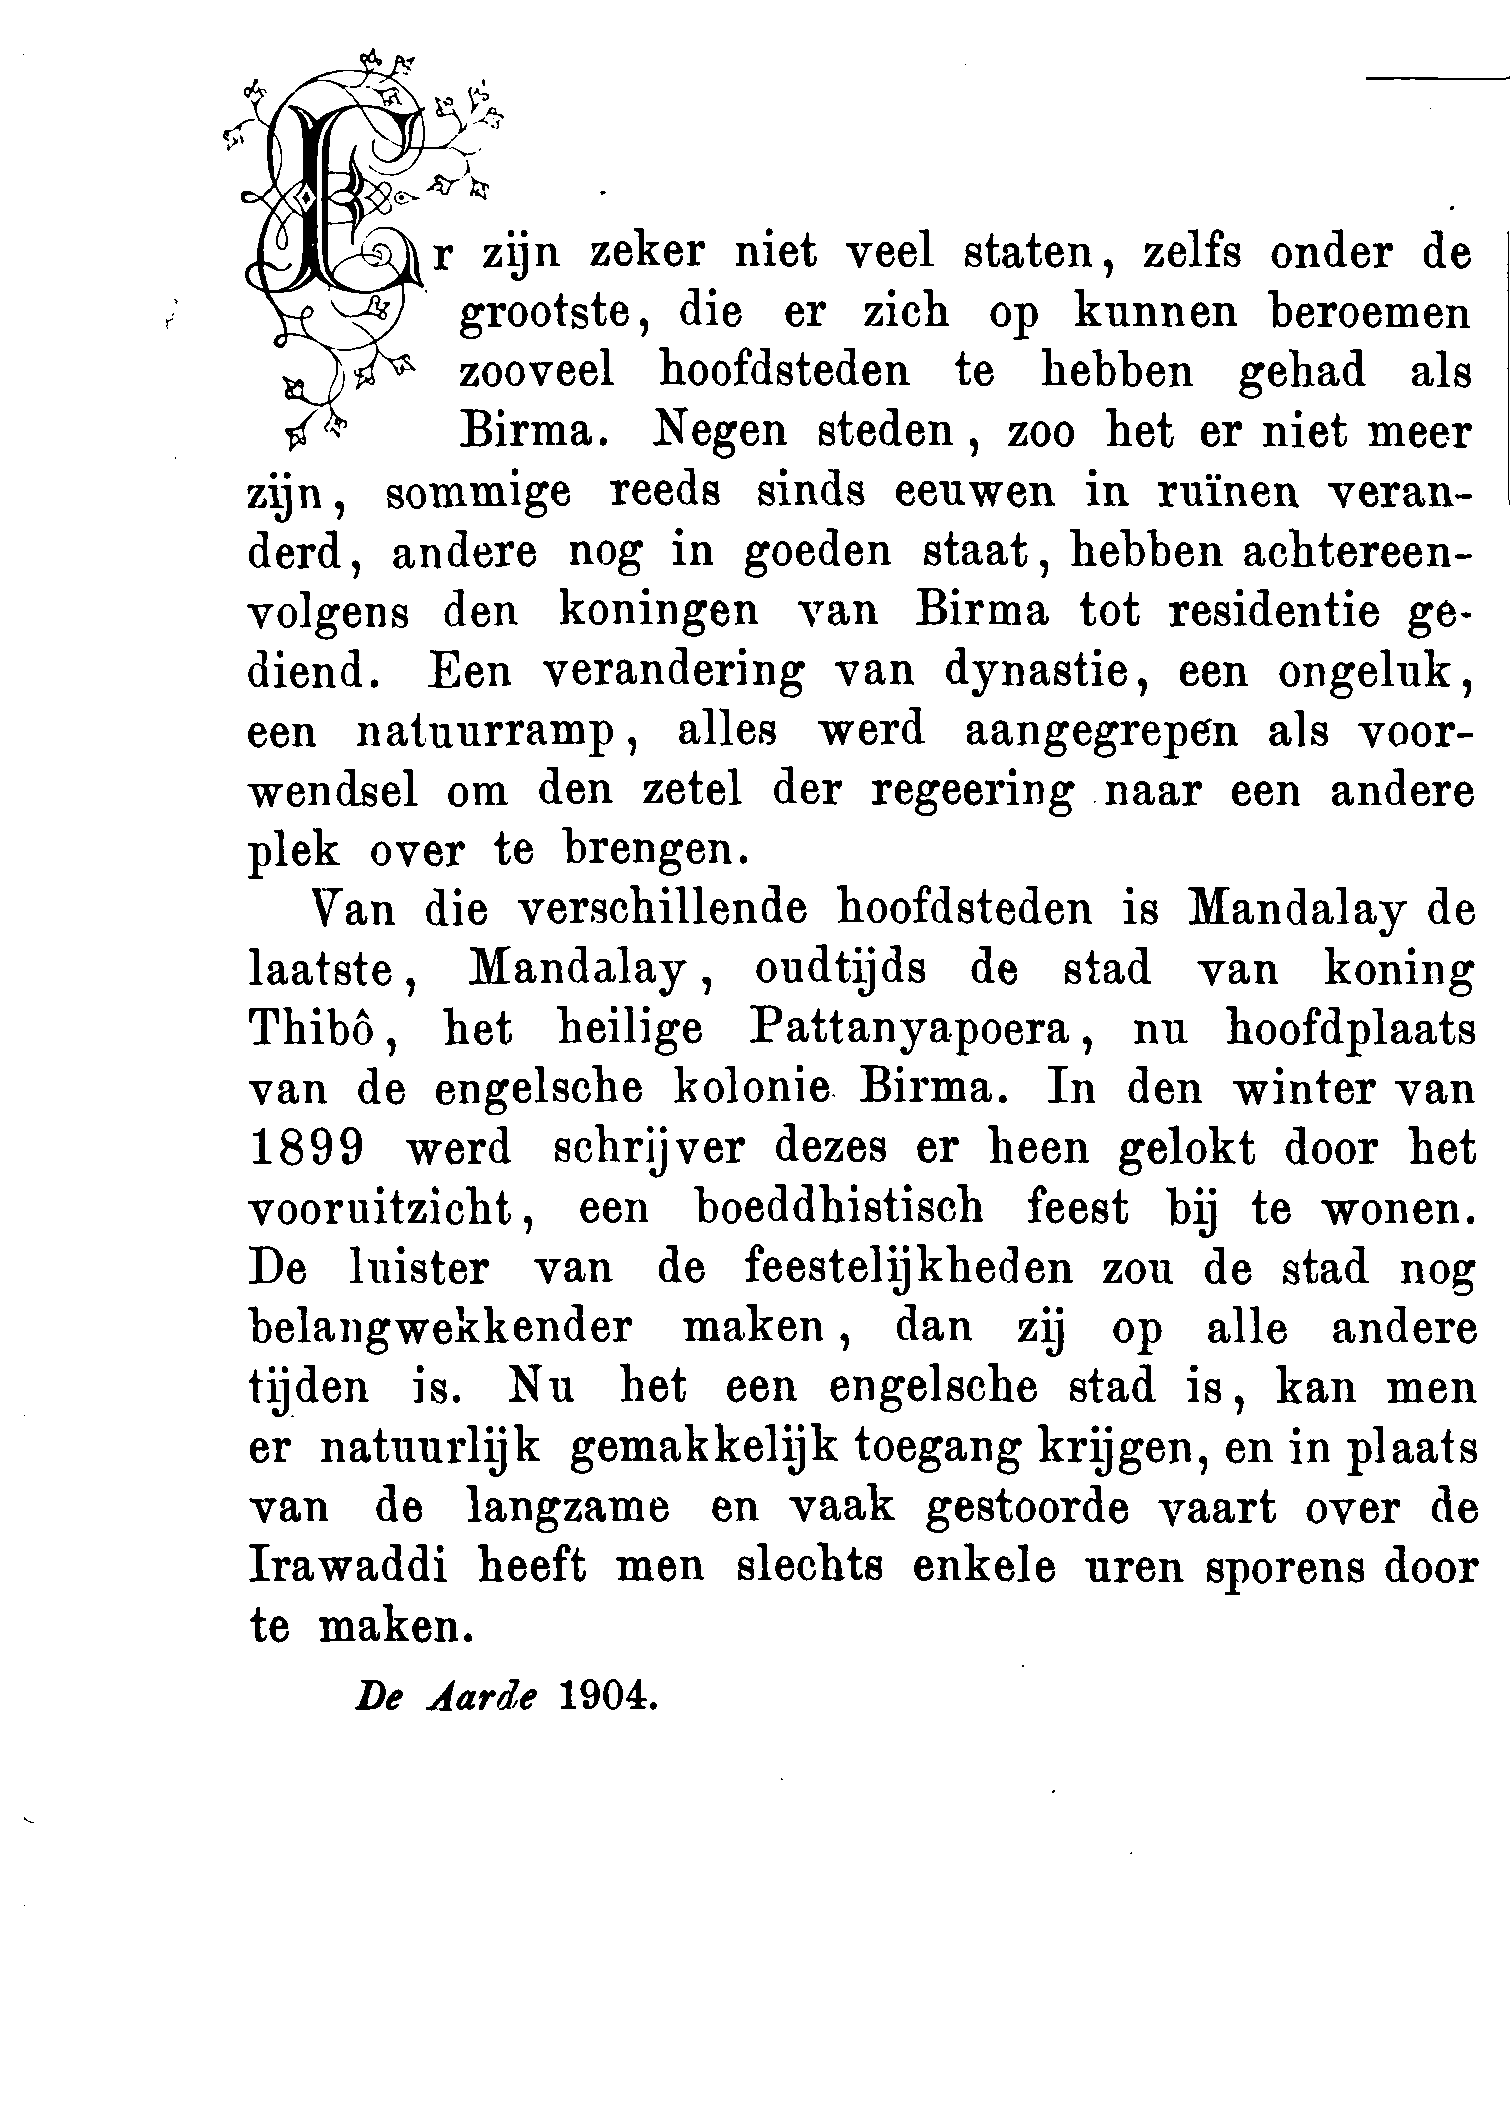 Er zijn zeker niet veel staten, zelfs onder de
grootste, die er zich op kunnen beroemen
zooveel hoofdsteden te hebben gehad als
Birma. Negen steden, zoo het er niet meer
zijn, sommige reeds sinds eeuwen in ruïnen veran-
derd, andere nog in goeden staat, hebben achtereen-
volgens den koningen van Birma tot residentie ge-
diend. Een verandering van dynastie, een ongeluk,
een natuurramp, alles werd aangegrepen als voor-
wendsel om den zetel der regeering naar een andere
plek over te brengen.
Van die verschillende hoofdsteden is Mandalay de
laatste, Mandalay, oudtijds de stad van koning
Thibô, het heilige Pattanyapoera, nu hoofdplaats
van de engelsche kolonie Birma. In den winter van
1899 werd schrijver dezes er heen gelokt door het
vooruitzicht, een boeddhistisch feest bij te wonen.
De luister van de feestelijkheden zou de stad nog
belangwekkender maken, dan zij op alle andere
tijden is. Nu het een engelsche stad is, kan men
er natuurlijk gemakkelijk toegang krijgen, en in plaats
van de langzame en vaak gestoorde vaart over de
Irawaddi heeft men slechts enkele uren sporens door
te maken.
De Aarde 1904.